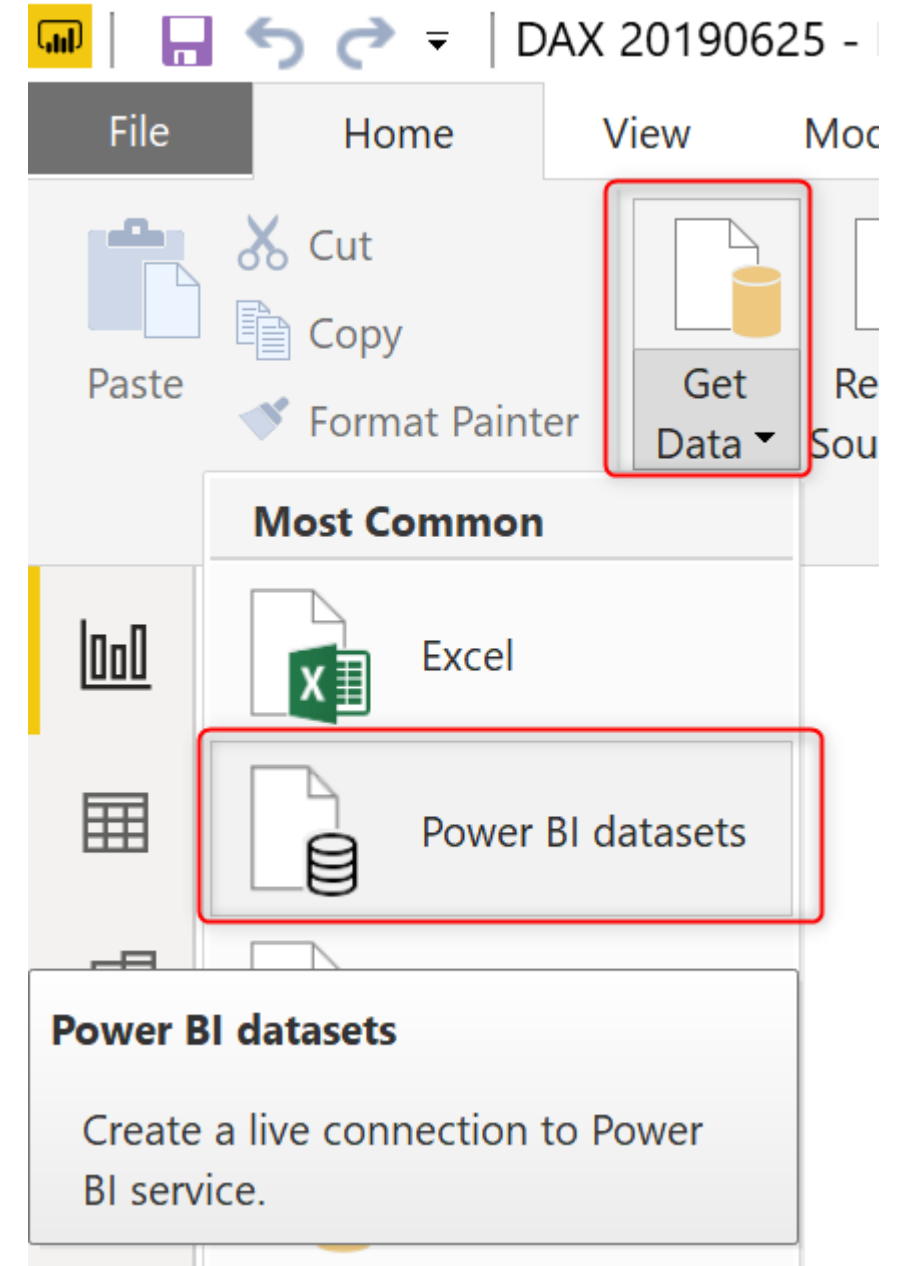 DAX 20190625 -
File Home View
Paste
Cut
Copy
Format Painter
Get
Data
Most Common
Excel
Power BI datasets
Power BI datasets
Create a live connection to Power
BI service.